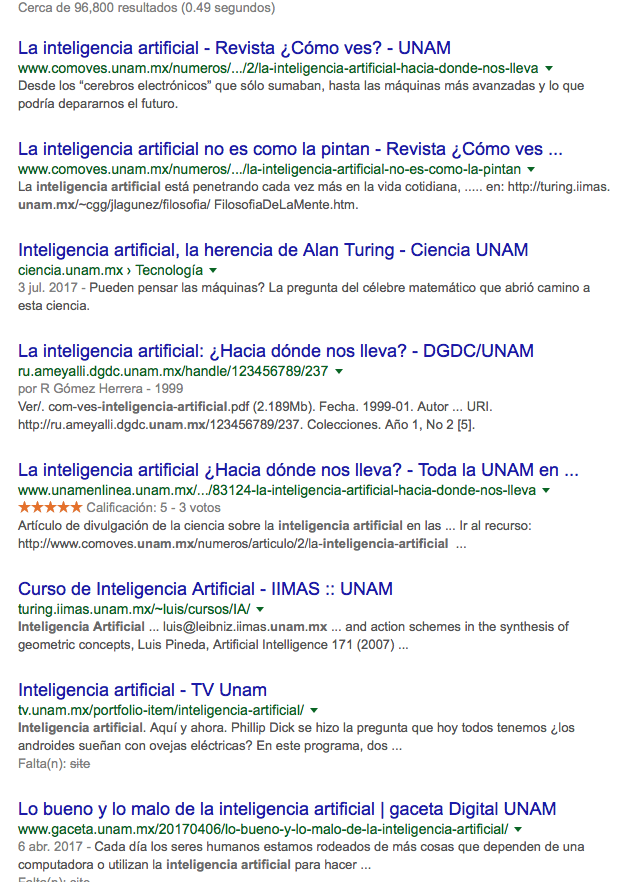 Cerca de 96,800 resultados (0.49 segundos)
La inteligencia artificial - Revista ¿Cómo ves? - UNAM
www.comoves.unam.mx/numeros/.../2/la-inteligencia-artificial-hacia-donde-nos-lleva
Desde los “cerebros electrónicos” que sólo sumaban, hasta las máquinas más avanzadas y lo que
podría depararnos el futuro.
La inteligencia artificial no es como la pintan - Revista ¿Cómo ves ...
www.comoves.unam.mx/numeros/.../la-inteligencia-artificial-no-es-como-la-pintan
La inteligencia artificial está penetrando cada vez más en la vida cotidiana, ..... en: http://turing.iimas.
unam.mx/~cgg/jlagunez/filosofia/ FilosofiaDeLaMente.htm.
Inteligencia artificial, la herencia de Alan Turing - Ciencia UNAM
ciencia.unam.mx › Tecnología
3 jul. 2017 - Pueden pensar las máquinas? La pregunta del célebre matemático que abrió camino a
esta ciencia.
La inteligencia artificial: ¿Hacia dónde nos lleva? - DGDC/UNAM
ru.ameyalli.dgdc.unam.mx/handle/123456789/237
por R Gómez Herrera - 1999
Ver/. com-ves-inteligencia-artificial.pdf (2.189Mb). Fecha. 1999-01. Autor ... URI.
http://ru.ameyalli.dgdc.unam.mx/123456789/237. Colecciones. Año 1, No 2 [5].
La inteligencia artificial ¿Hacia dónde nos lleva? - Toda la UNAM en ...
www.unamenlinea.unam.mx/.../83124-la-inteligencia-artificial-hacia-donde-nos-lleva
Calificación: 5 - 3 votos
Artículo de divulgación de la ciencia sobre la inteligencia artificial en las ... Ir al recurso:
http://www.comoves.unam.mx/numeros/articulo/2/la-inteligencia-artificial ...
Curso de Inteligencia Artificial - IIMAS :: UNAM
turing.iimas.unam.mx/~luis/cursos/IA/
Inteligencia Artificial ... luis@leibniz.iimas.unam.mx ... and action schemes in the synthesis of
geometric concepts, Luis Pineda, Artificial Intelligence 171 (2007) ...
Inteligencia artificial - TV Unam
tv.unam.mx/portfolio-item/inteligencia-artificial/
Inteligencia artificial. Aquí y ahora. Phillip Dick se hizo la pregunta que hoy todos tenemos ¿los
androides sueñan con ovejas eléctricas? En este programa, dos ...
Falta(n): site
Lo bueno y lo malo de la inteligencia artificial | gaceta Digital UNAM
www.gaceta.unam.mx/20170406/lo-bueno-y-lo-malo-de-la-inteligencia-artificial/
6 abr. 2017 - Cada día los seres humanos estamos rodeados de más cosas que dependen de una
computadora o utilizan la inteligencia artificial para hacer ...
Falta(n): site